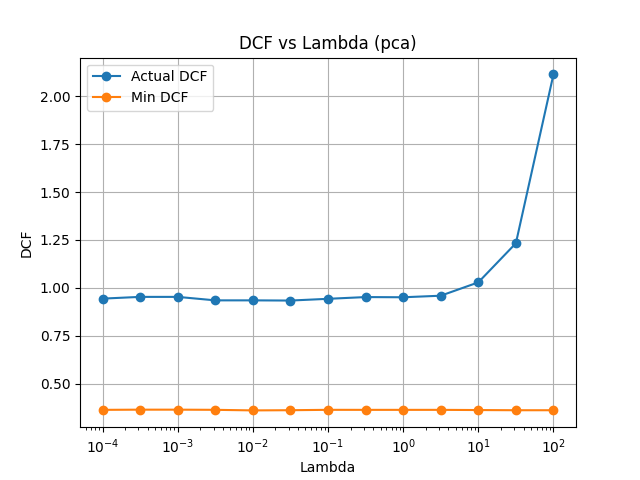 DCF vs Lambda (pca)
Actual DCF
Min DCF
DCF
2.00
1.75
1.50
1.25
1.00
0.75
0.50
10⁻⁴ 10⁻³ 10⁻² 10⁻¹ 10⁰ 10¹ 10²
Lambda